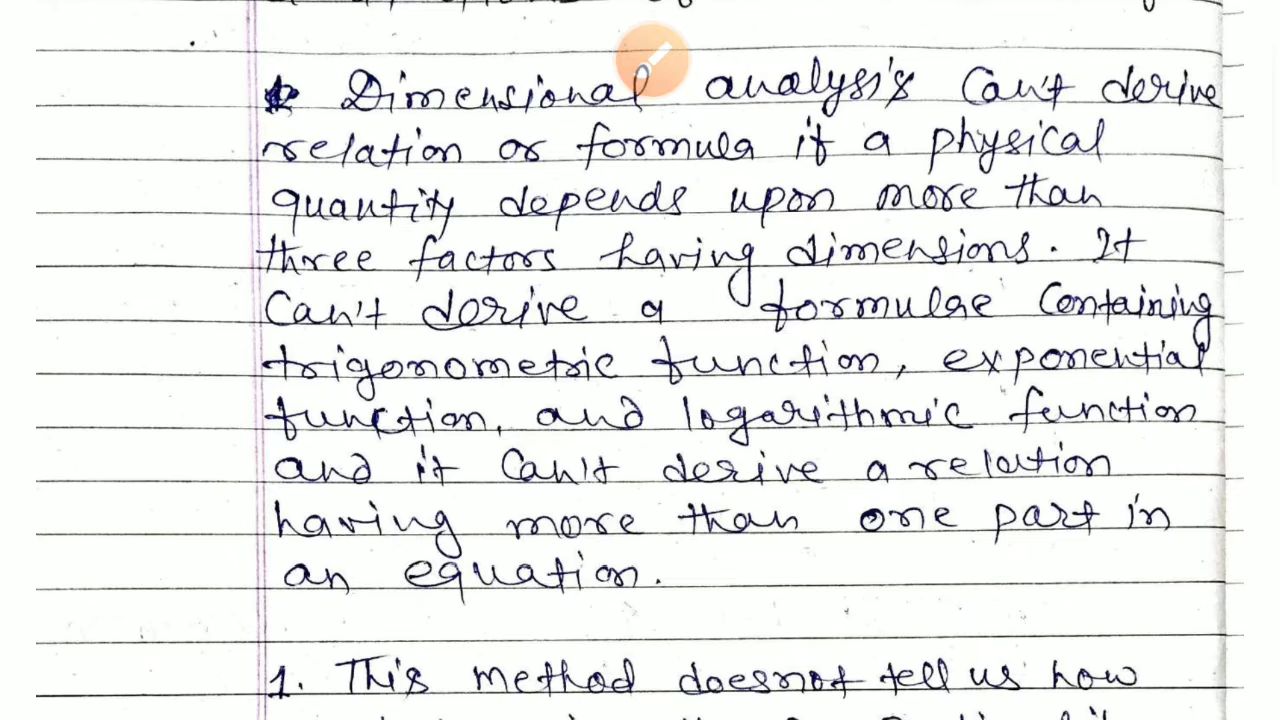 Dimensional analysis Can't derive
relation or formula if a physical
quantity depends upon more than
three factors having dimensions. It
Can't derive a formulae Containing
trigonometric function, exponential
function, and logarithmic function
and it Can't derive a relation
having more than one part in
an equation.
1. This method doesnot tell us how